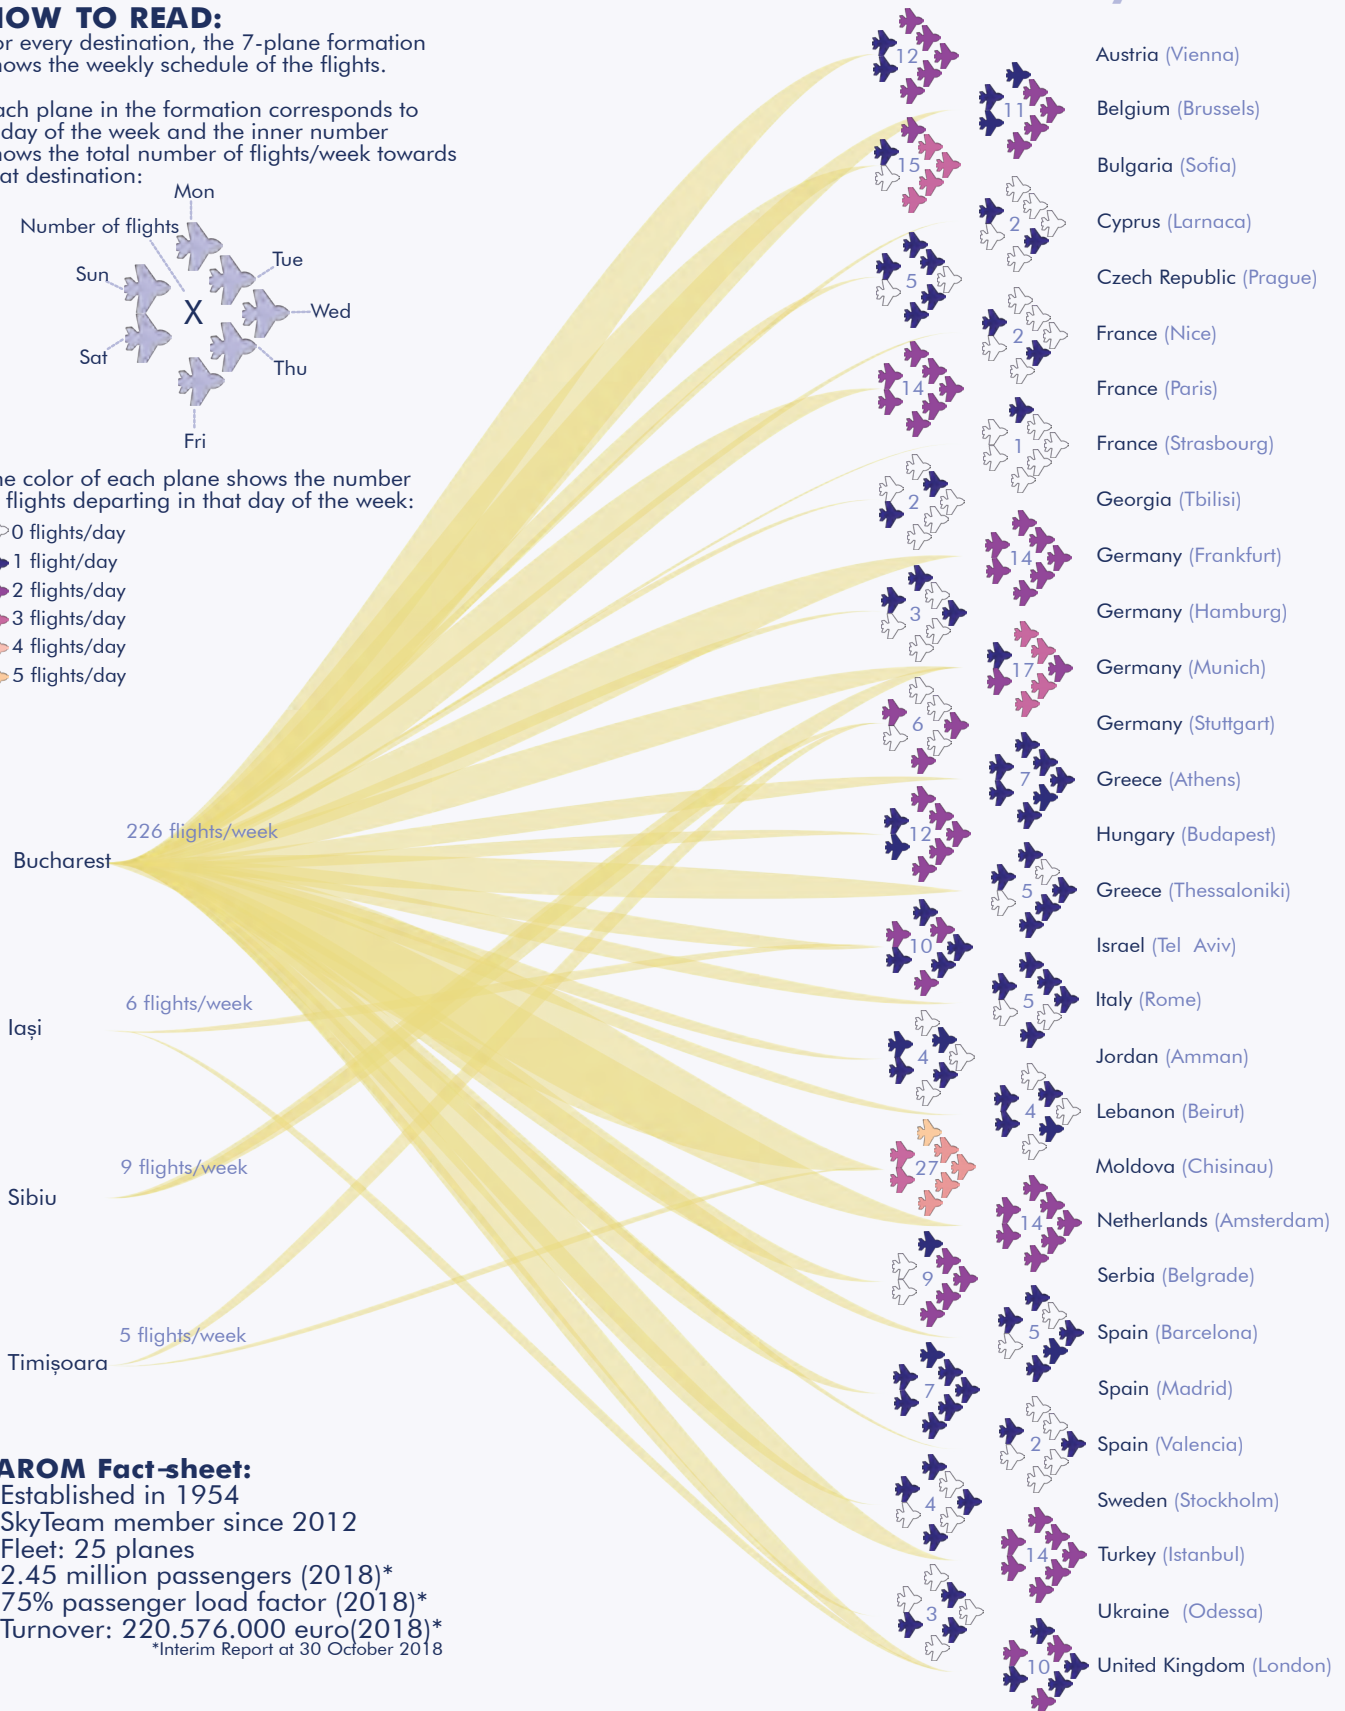 HOW TO READ:
or every destination, the 7-plane formation
hows the weekly schedule of the flights.
ach plane in the formation corresponds to
day of the week and the inner number
hows the total number of flights/week towards
at destination:
Mon
Number of flights
Tue
Sun
X
Wed
Sat
Thu
Fri
he color of each plane shows the number
flights departing in that day of the week:
0 flights/day
1 flight/day
2 flights/day
3 flights/day
4 flights/day
5 flights/day
226 flights/week
Bucharest
6 flights/week
Iași
9 flights/week
Sibiu
5 flights/week
Timișoara
AROM Fact-sheet:
Established in 1954
SkyTeam member since 2012
Fleet: 25 planes
2.45 million passengers (2018)*
75% passenger load factor (2018)*
Turnover: 220.576.000 euro(2018)*
*Interim Report at 30 October 2018
12 Austria (Vienna)
11 Belgium (Brussels)
15 Bulgaria (Sofia)
2 Cyprus (Larnaca)
5 Czech Republic (Prague)
2 France (Nice)
14 France (Paris)
1 France (Strasbourg)
2 Georgia (Tbilisi)
14 Germany (Frankfurt)
3 Germany (Hamburg)
17 Germany (Munich)
6 Germany (Stuttgart)
7 Greece (Athens)
12 Hungary (Budapest)
5 Greece (Thessaloniki)
10 Israel (Tel Aviv)
5 Italy (Rome)
4 Jordan (Amman)
4 Lebanon (Beirut)
27 Moldova (Chisinau)
14 Netherlands (Amsterdam)
9 Serbia (Belgrade)
5 Spain (Barcelona)
7 Spain (Madrid)
2 Spain (Valencia)
4 Sweden (Stockholm)
14 Turkey (Istanbul)
3 Ukraine (Odessa)
10 United Kingdom (London)